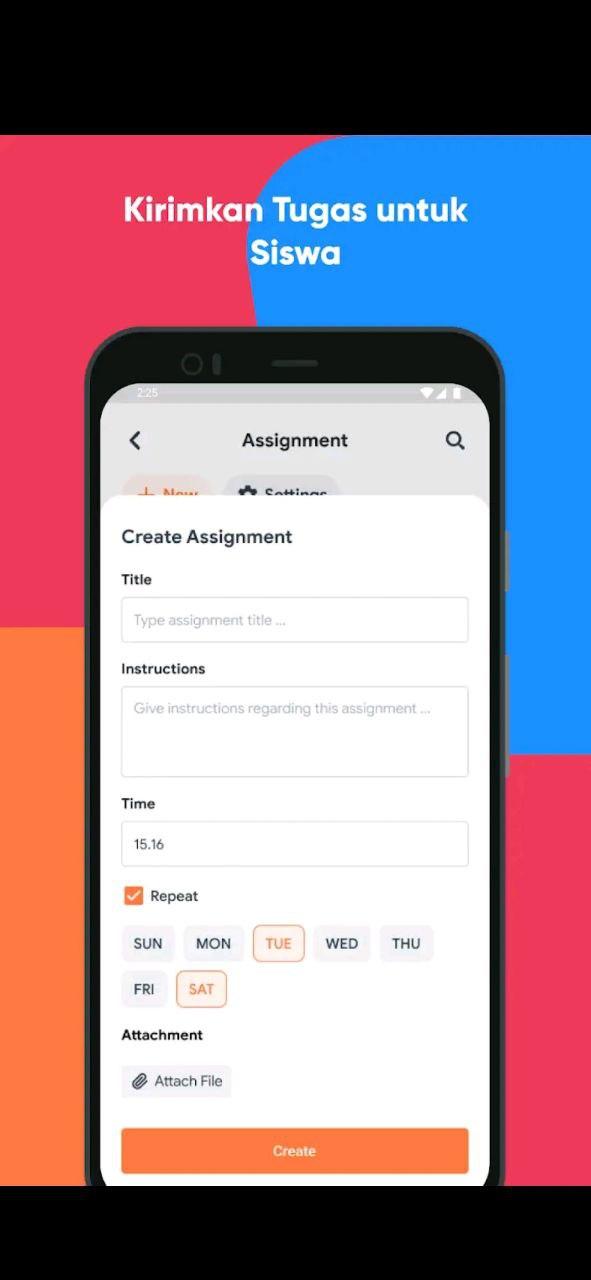 Kirimkan Tugas untuk
Siswa
2:25
Assignment
New Settings
Create Assignment
Title
Type assignment title ...
Instructions
Give instructions regarding this assignment ...
Time
15.16
Repeat
SUN MON TUE WED THU
FRI SAT
Attachment
Attach File
Create